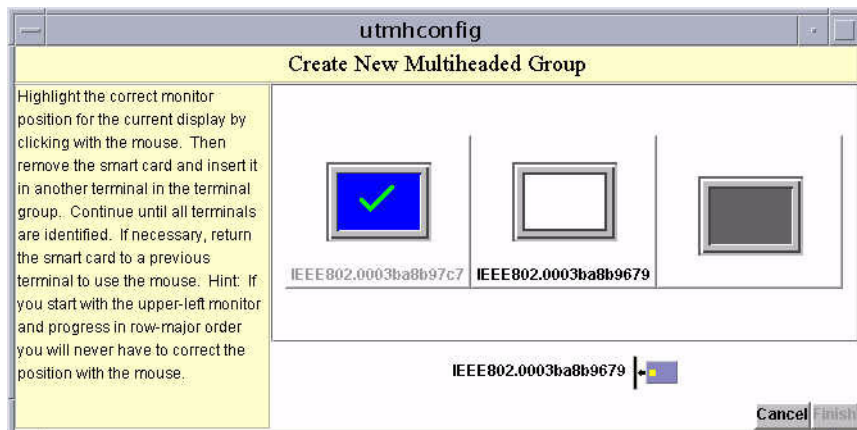 utmhconfig
Create New Multiheaded Group
Highlight the correct monitor
position for the current display by
clicking with the mouse. Then
remove the smart card and insert it
in another terminal in the terminal
group. Continue until all terminals
are identified. If necessary, return
the smart card to a previous
terminal to use the mouse. Hint: If
you start with the upper-left monitor
and progress in row-major order
you will never have to correct the
position with the mouse.
IEEE802.0003ba8b97c7
IEEE802.0003ba8b9679
IEEE802.0003ba8b9679
Cancel
Finish